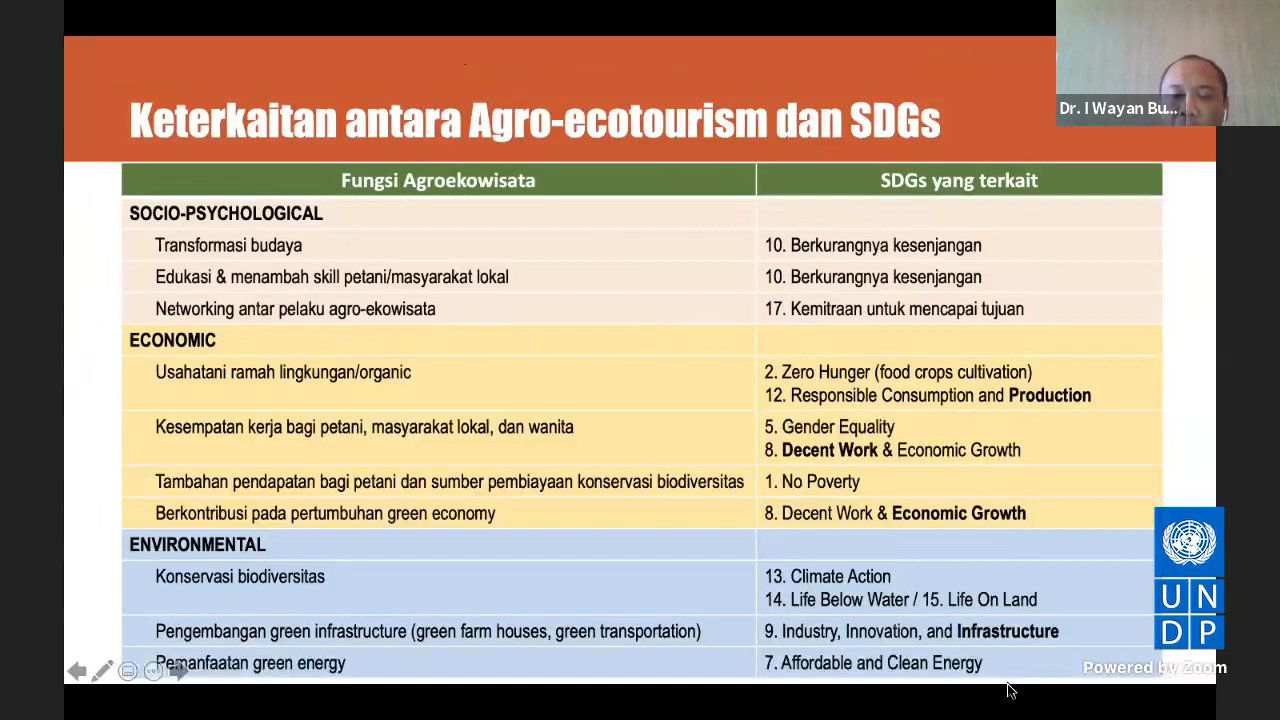 Dr. I Wayan Bu...
Keterkaitan antara Agro-ecotourism dan SDGs
Fungsi Agroekowisata SDGs yang terkait
SOCIO-PSYCHOLOGICAL
Transformasi budaya 10. Berkurangnya kesenjangan
Edukasi & menambah skill petani/masyarakat lokal 10. Berkurangnya kesenjangan
Networking antar pelaku agro-ekowisata 17. Kemitraan untuk mencapai tujuan
ECONOMIC
Usahatani ramah lingkungan/organic 2. Zero Hunger (food crops cultivation)
12. Responsible Consumption and Production
Kesempatan kerja bagi petani, masyarakat lokal, dan wanita 5. Gender Equality
8. Decent Work & Economic Growth
Tambahan pendapatan bagi petani dan sumber pembiayaan konservasi biodiversitas 1. No Poverty
Berkontribusi pada pertumbuhan green economy 8. Decent Work & Economic Growth
ENVIRONMENTAL
Konservasi biodiversitas 13. Climate Action
14. Life Below Water / 15. Life On Land
Pengembangan green infrastructure (green farm houses, green transportation) 9. Industry, Innovation, and Infrastructure
Pemanfaatan green energy 7. Affordable and Clean Energy
U N
D P
Powered by Zoom